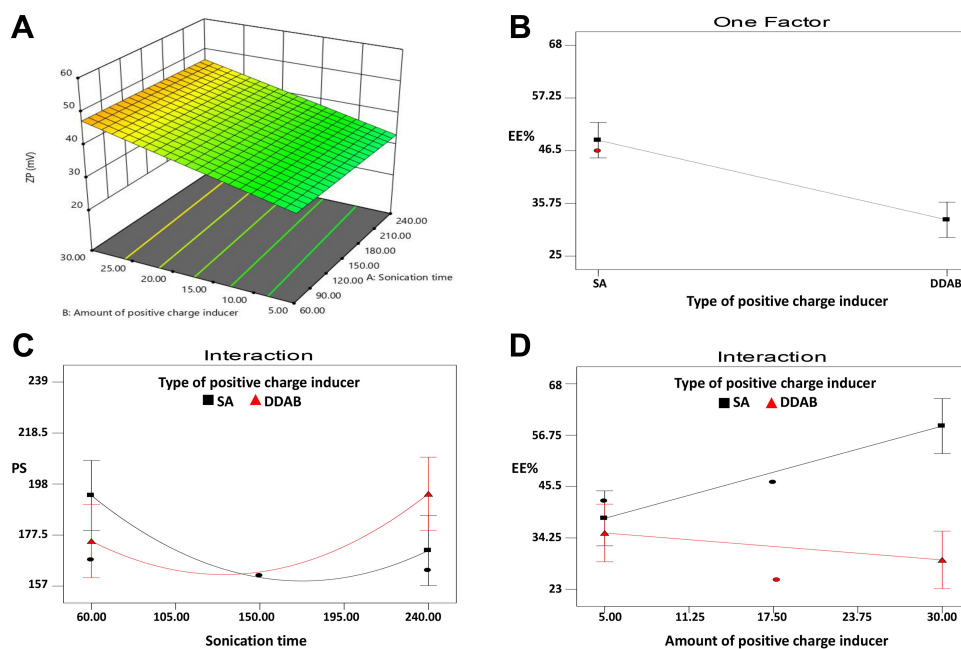 A
60
50
40
30
20
ZP (mV)
30.00
25.00
20.00
15.00
10.00
5.00
60.00
90.00
120.00
150.00
180.00
210.00
240.00
A: Sonication time
B: Amount of positive charge inducer
B
One Factor
68
57.25
EE%
46.5
35.75
25
SA
DDAB
Type of positive charge inducer
C
Interaction
239
Type of positive charge inducer
SA DDAB
218.5
PS
198
177.5
157
60.00 105.00 150.00 195.00 240.00
Sonication time
D
Interaction
68
Type of positive charge inducer
SA DDAB
56.75
EE%
45.5
34.25
23
5.00 11.25 17.50 23.75 30.00
Amount of positive charge inducer